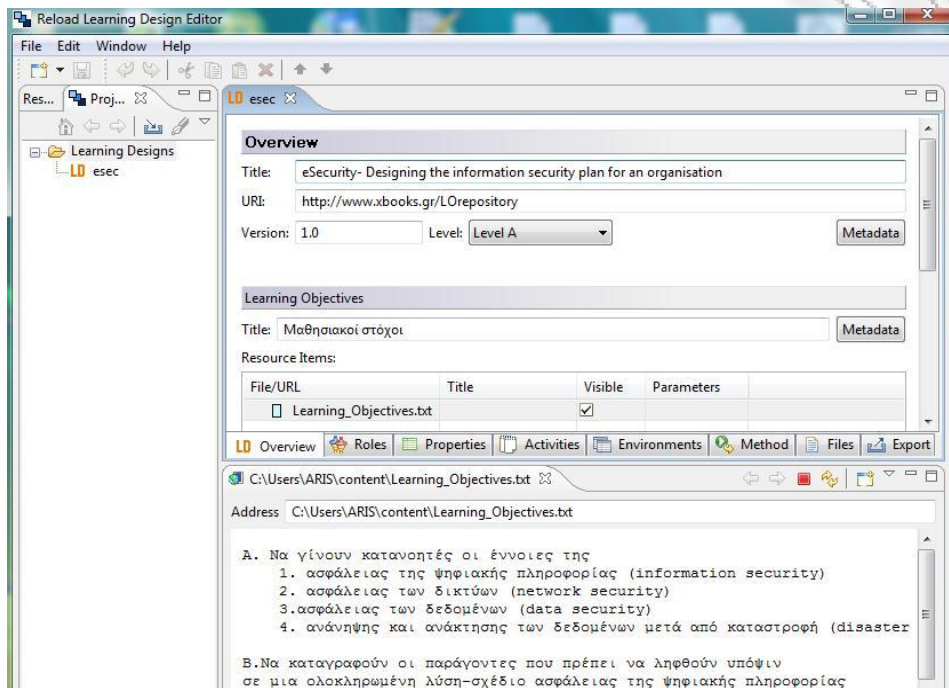 Reload Learning Design Editor
File Edit Window Help
Res... Proj...
LD esec
Learning Designs
LD esec
Overview
Title: eSecurity- Designing the information security plan for an organisation
URI: http://www.xbooks.gr/LOrepository
Version: 1.0 Level: Level A Metadata
Learning Objectives
Title: Μαθησιακοί στόχοι Metadata
Resource Items:
File/URL Title Visible Parameters
Learning_Objectives.txt
LD Overview Roles Properties Activities Environments Method Files Export
C:\Users\ARIS\content\Learning_Objectives.txt
Address C:\Users\ARIS\content\Learning_Objectives.txt
Α. Να γίνουν κατανοητές οι έννοιες της
1. ασφάλειας της ψηφιακής πληροφορίας (information security)
2. ασφάλειας των δικτύων (network security)
3.ασφάλειας των δεδομένων (data security)
4. ανάνηψης και ανάκτησης των δεδομένων μετά από καταστροφή (disaster
Β.Να καταγραφούν οι παράγοντες που πρέπει να ληφθούν υπόψιν
σε μια ολοκληρωμένη λύση-σχέδιο ασφάλειας της ψηφιακής πληροφορίας